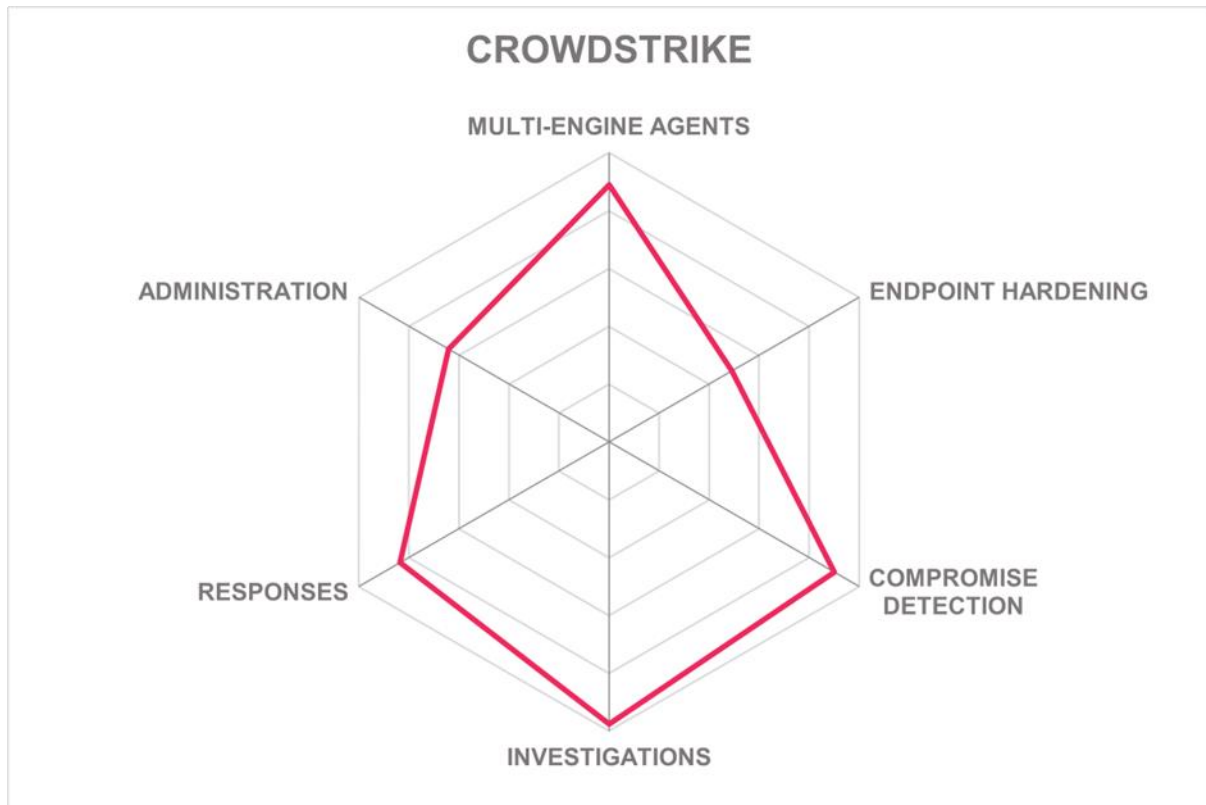 CROWDSTRIKE
MULTI-ENGINE AGENTS
ADMINISTRATION
ENDPOINT HARDENING
RESPONSES
COMPROMISE
DETECTION
INVESTIGATIONS